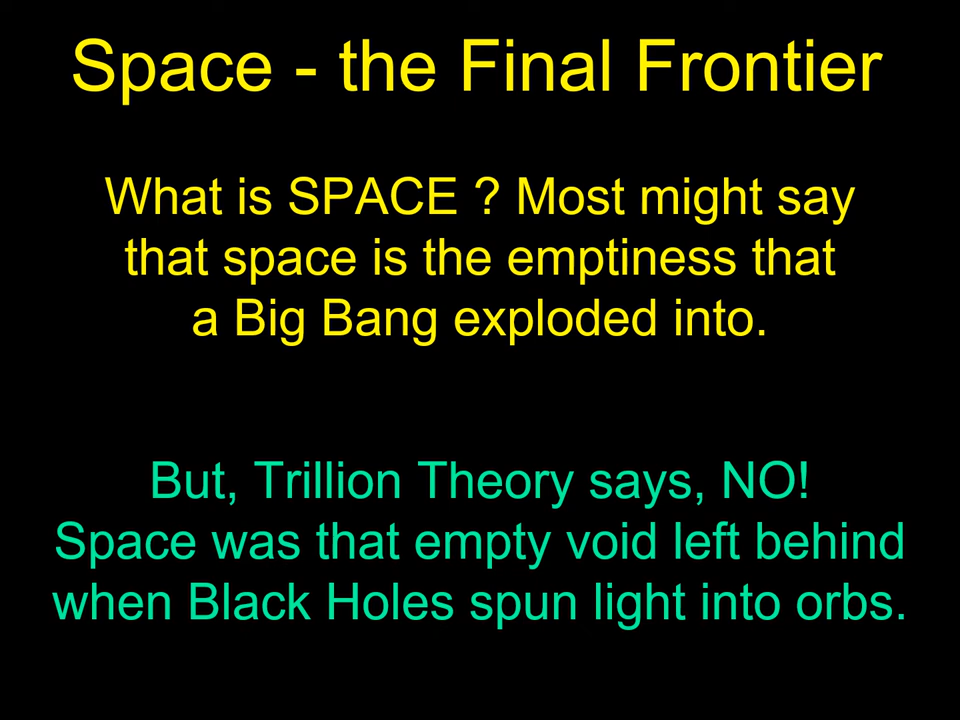 Space - the Final Frontier
What is SPACE ? Most might say
that space is the emptiness that
a Big Bang exploded into.
But, Trillion Theory says, NO!
Space was that empty void left behind
when Black Holes spun light into orbs.